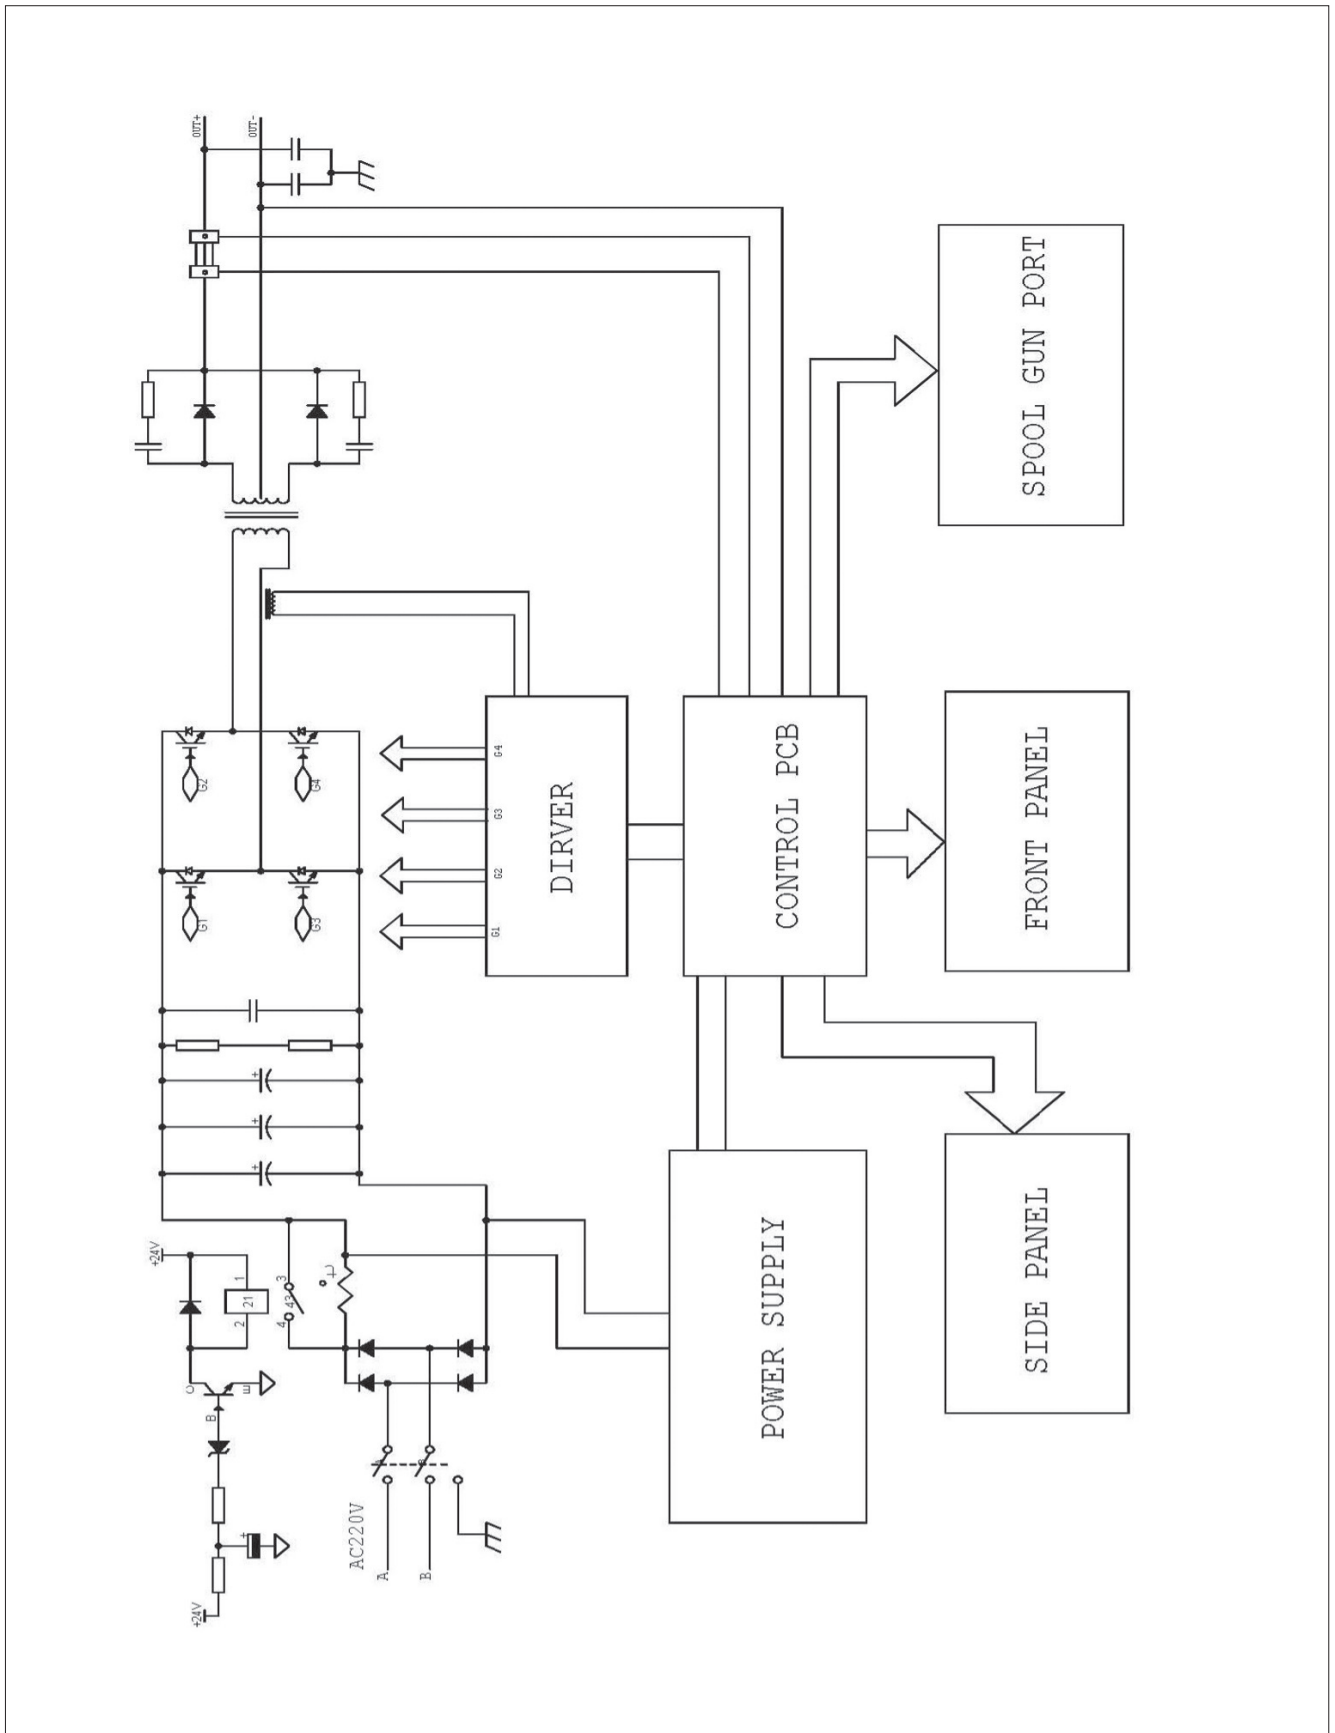 OUT+
OUT-
SPOOL GUN PORT
G2
G4
G4
G3
G2
G1
G1
G3
DIRVER
CONTROL PCB
FRONT PANEL
+
+
+
+24V
1
21
2
3
43
4
C
E
B
+
+24V
AC220V
A
B
A
POWER SUPPLY
SIDE PANEL